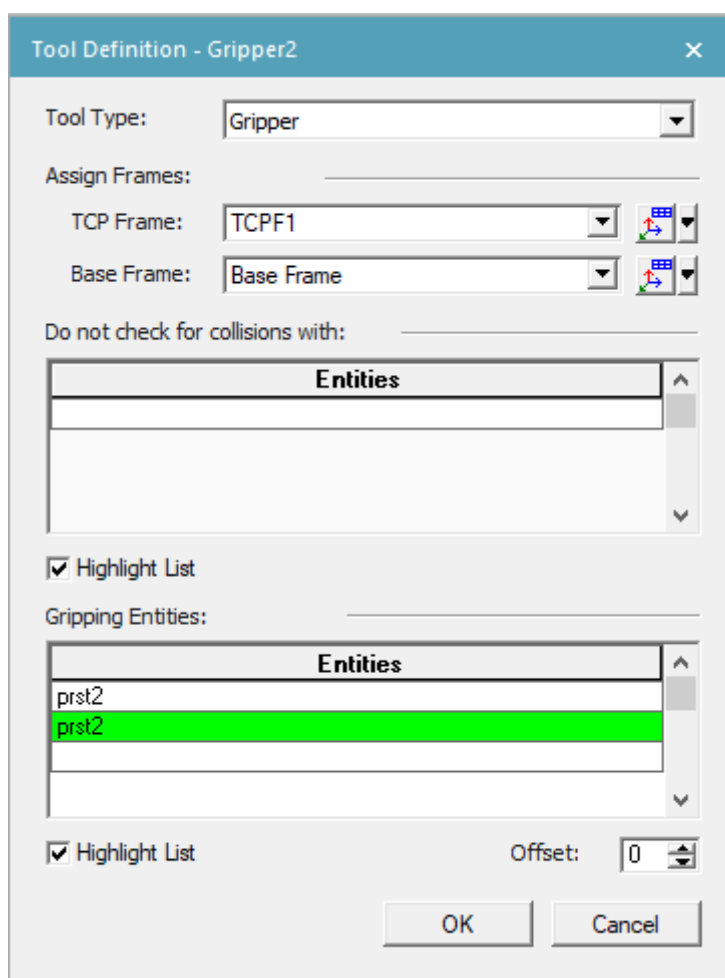 Tool Definition - Gripper2
Tool Type: Gripper
Assign Frames:
TCP Frame: TCPF1
Base Frame: Base Frame
Do not check for collisions with:
Entities
Highlight List
Gripping Entities:
Entities
prst2
prst2
Highlight List Offset: 0
OK Cancel